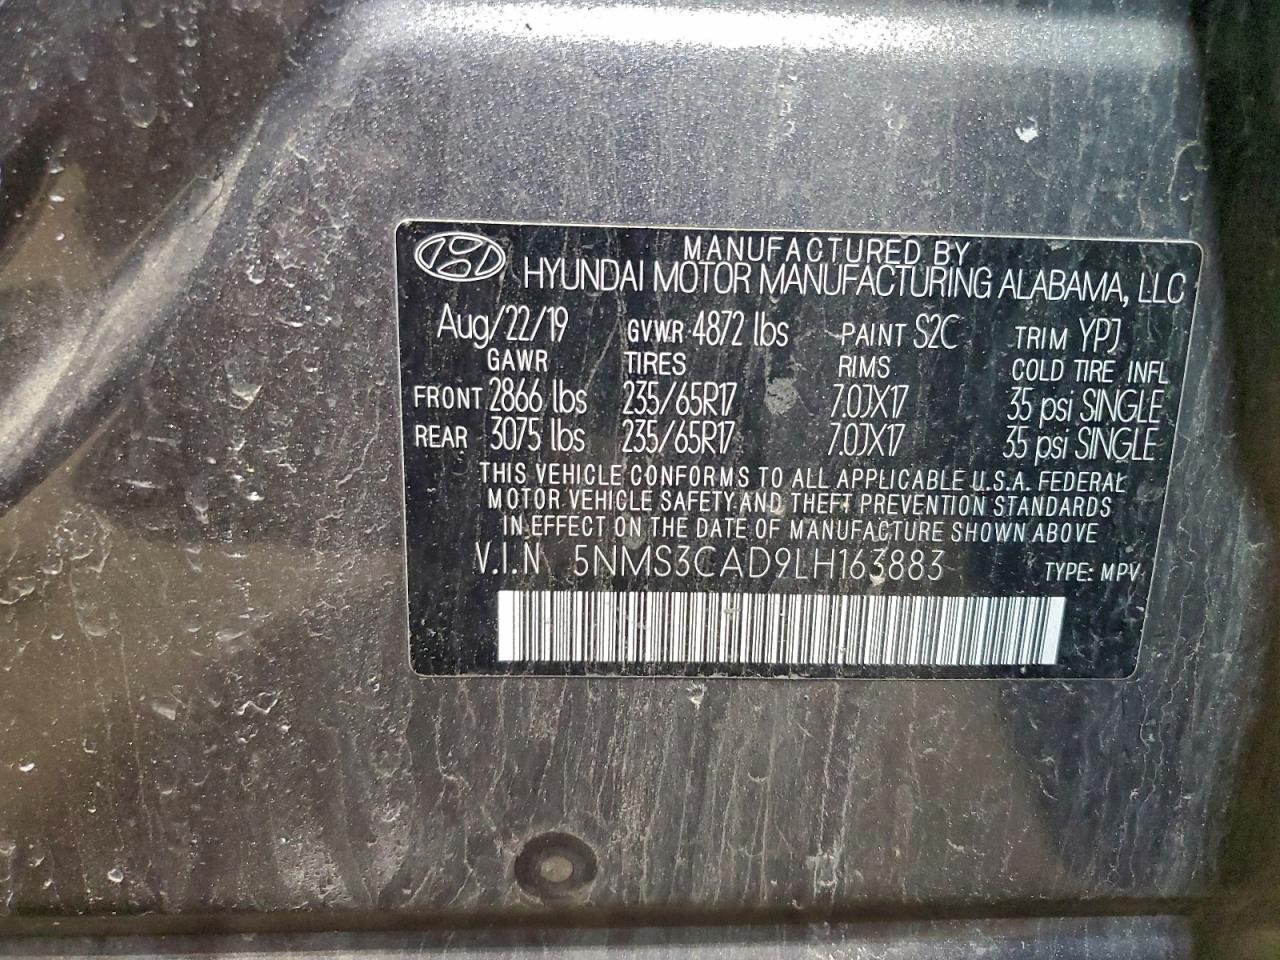 MANUFACTURED BY
HYUNDAI MOTOR MANUFACTURING ALABAMA, LLC
Aug/22/19 GVWR 4872 lbs PAINT S2C TRIM YPJ
GAWR TIRES RIMS COLD TIRE INFL
FRONT 2866 lbs 235/65R17 7.0JX17 35 psi SINGLE
REAR 3075 lbs 235/65R17 7.0JX17 35 psi SINGLE
THIS VEHICLE CONFORMS TO ALL APPLICABLE U.S.A. FEDERAL
MOTOR VEHICLE SAFETY AND THEFT PREVENTION STANDARDS
IN EFFECT ON THE DATE OF MANUFACTURE SHOWN ABOVE
V.I.N 5NMS3CAD9LH163883 TYPE: MPV